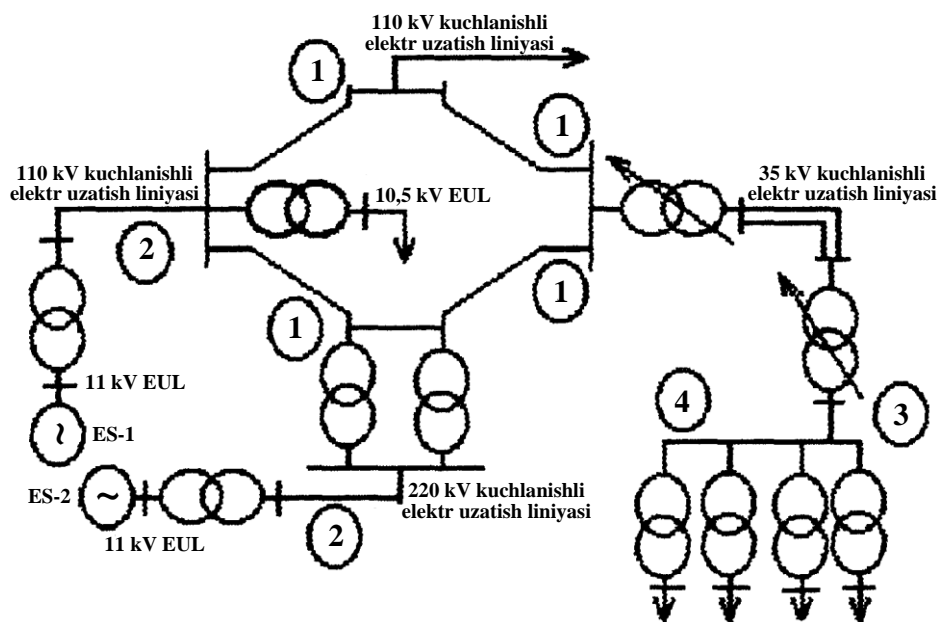 110 kV kuchlanishli
elektr uzatish liniyasi
1
1
110 kV kuchlanishli
elektr uzatish liniyasi
35 kV kuchlanishli
elektr uzatish liniyasi
10,5 kV EUL
2
1
1
11 kV EUL
4
3
~
ES-1
ES-2
~
220 kV kuchlanishli
elektr uzatish liniyasi
11 kV EUL
2